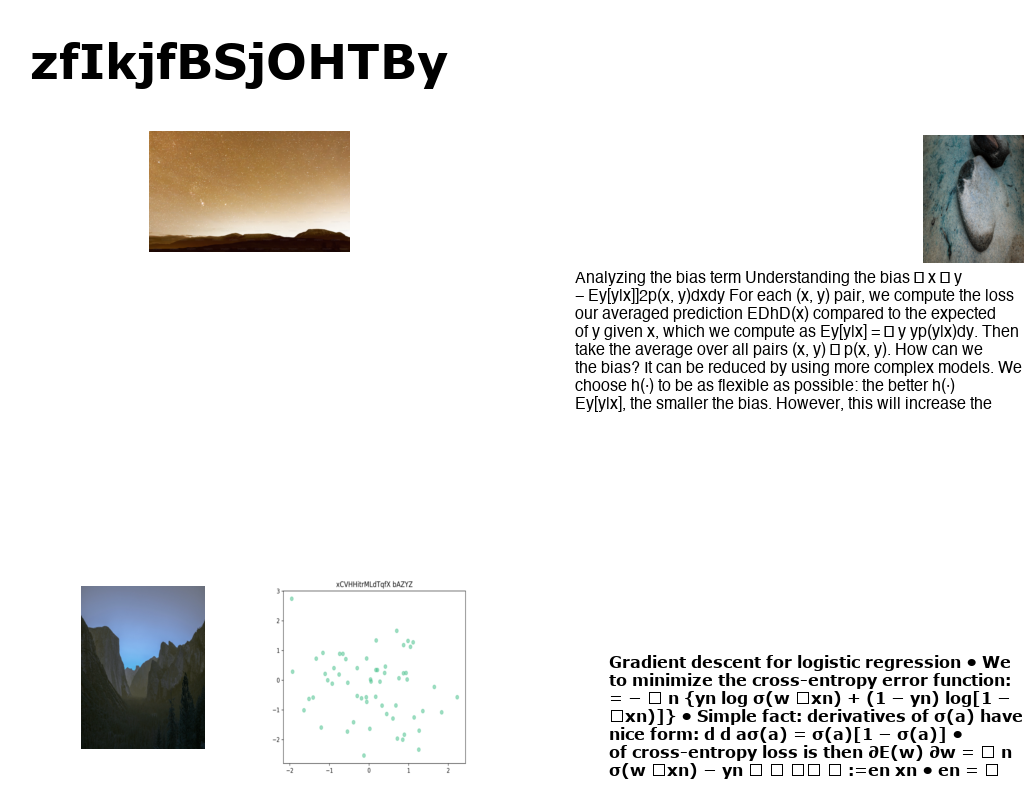 zfIkjfBSjOHTBy
Analyzing the bias term Understanding the bias □ x □ y
– Ey[y|x]]2p(x, y)dxdy For each (x, y) pair, we compute the loss
our averaged prediction EDhD(x) compared to the expected
of y given x, which we compute as Ey[y|x] = □ y yp(y|x)dy. Then
take the average over all pairs (x, y) □ p(x, y). How can we
the bias? It can be reduced by using more complex models. We
choose h(·) to be as flexible as possible: the better h(·)
Ey[y|x], the smaller the bias. However, this will increase the
xCVHHitrMLdTqfX bAZYZ
3
2
1
0
−1
−2
−2 −1 0 1 2
Gradient descent for logistic regression • We
to minimize the cross-entropy error function:
= − □ n {yn log σ(w □xn) + (1 − yn) log[1 −
□xn)]} • Simple fact: derivatives of σ(a) have
nice form: d d aσ(a) = σ(a)[1 − σ(a)] •
of cross-entropy loss is then ∂E(w) ∂w = □ n
σ(w □xn) − yn □ □ □□ □ :=en xn • en = □